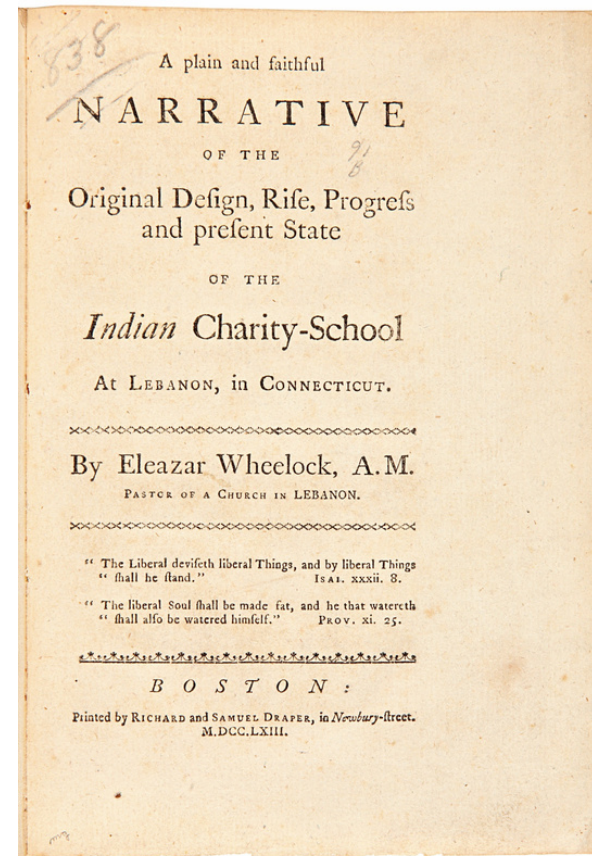 838
A plain and faithful
NARRATIVE
OF THE
91
B
Original Deſign, Riſe, Progreſs
and preſent State
OF THE
Indian Charity-School
At LEBANON, in CONNECTICUT.
By Eleazar Wheelock, A.M.
PASTOR OF A CHURCH IN LEBANON.
“ The Liberal deviſeth liberal Things, and by liberal Things
“ ſhall he ſtand.” ISAI. xxxii. 8.
“ The liberal Soul ſhall be made fat, and he that watereth
“ ſhall alſo be watered himſelf.” PROV. xi. 25.
BOSTON:
Printed by RICHARD and SAMUEL DRAPER, in Newbury-ſtreet.
M.DCC.LXIII.